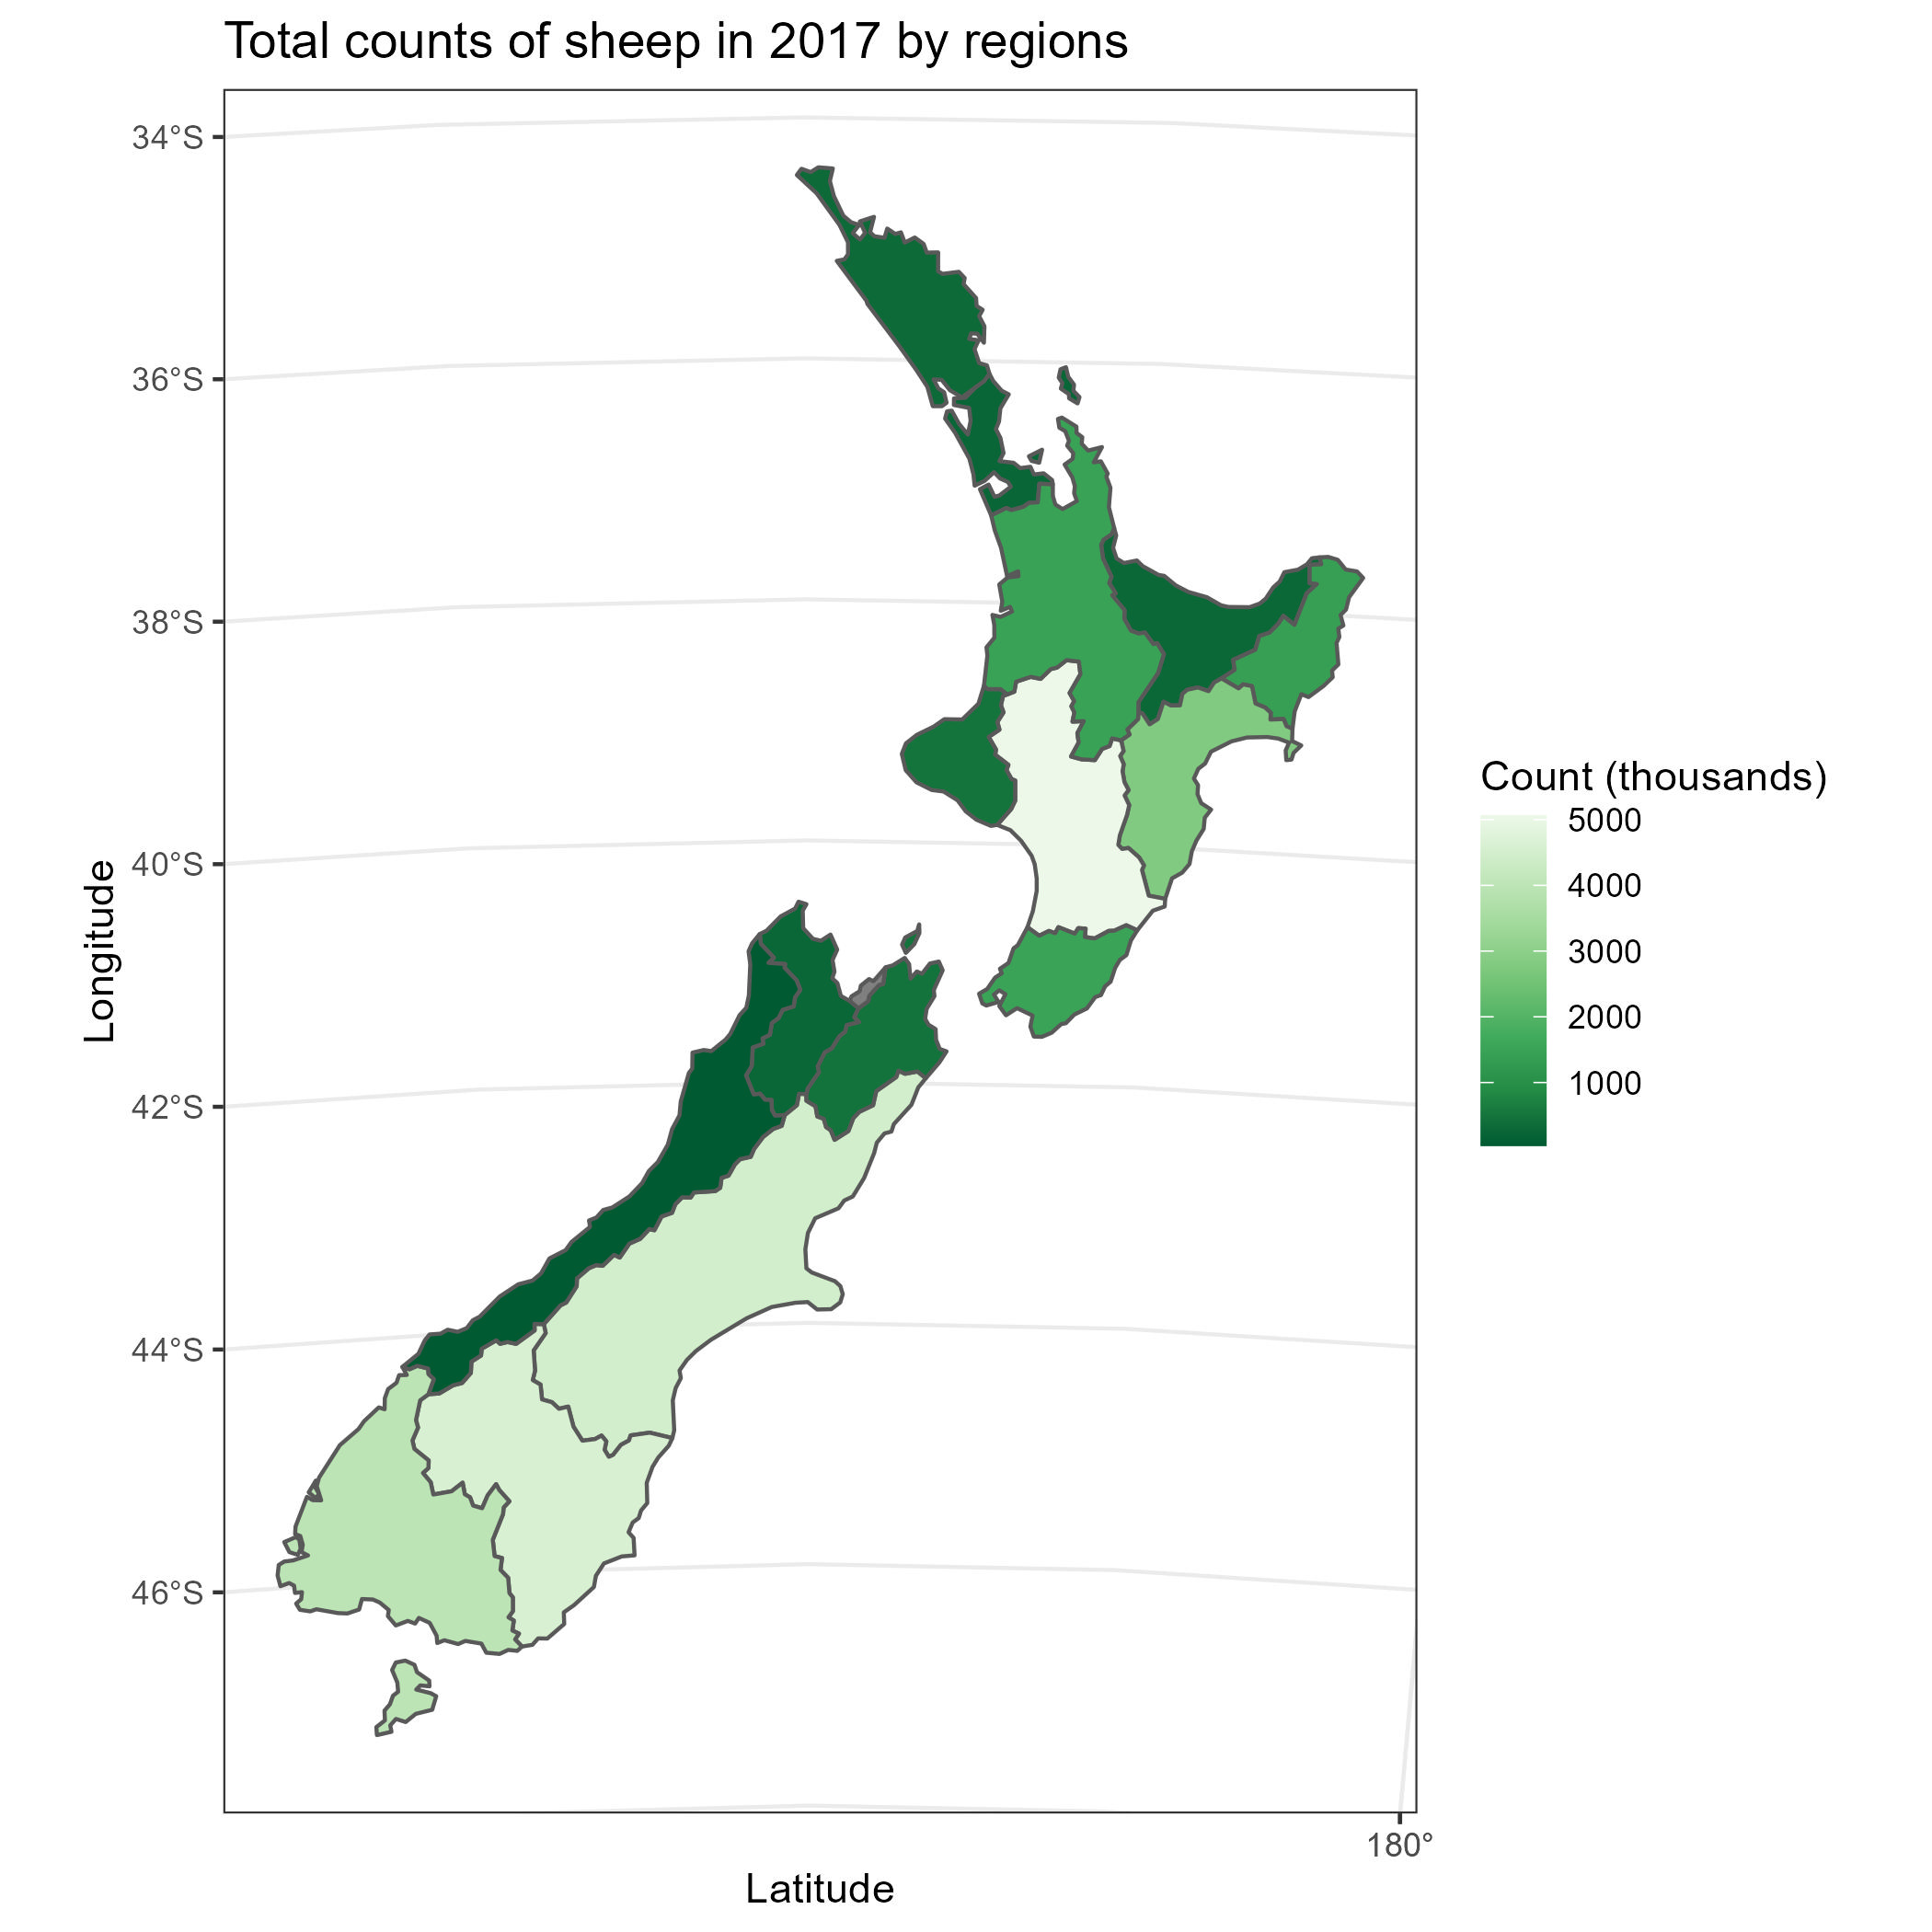 Total counts of sheep in 2017 by regions
34°S
36°S
38°S
40°S
42°S
44°S
46°S
Longitude
180°
Latitude
Count (thousands)
5000
4000
3000
2000
1000